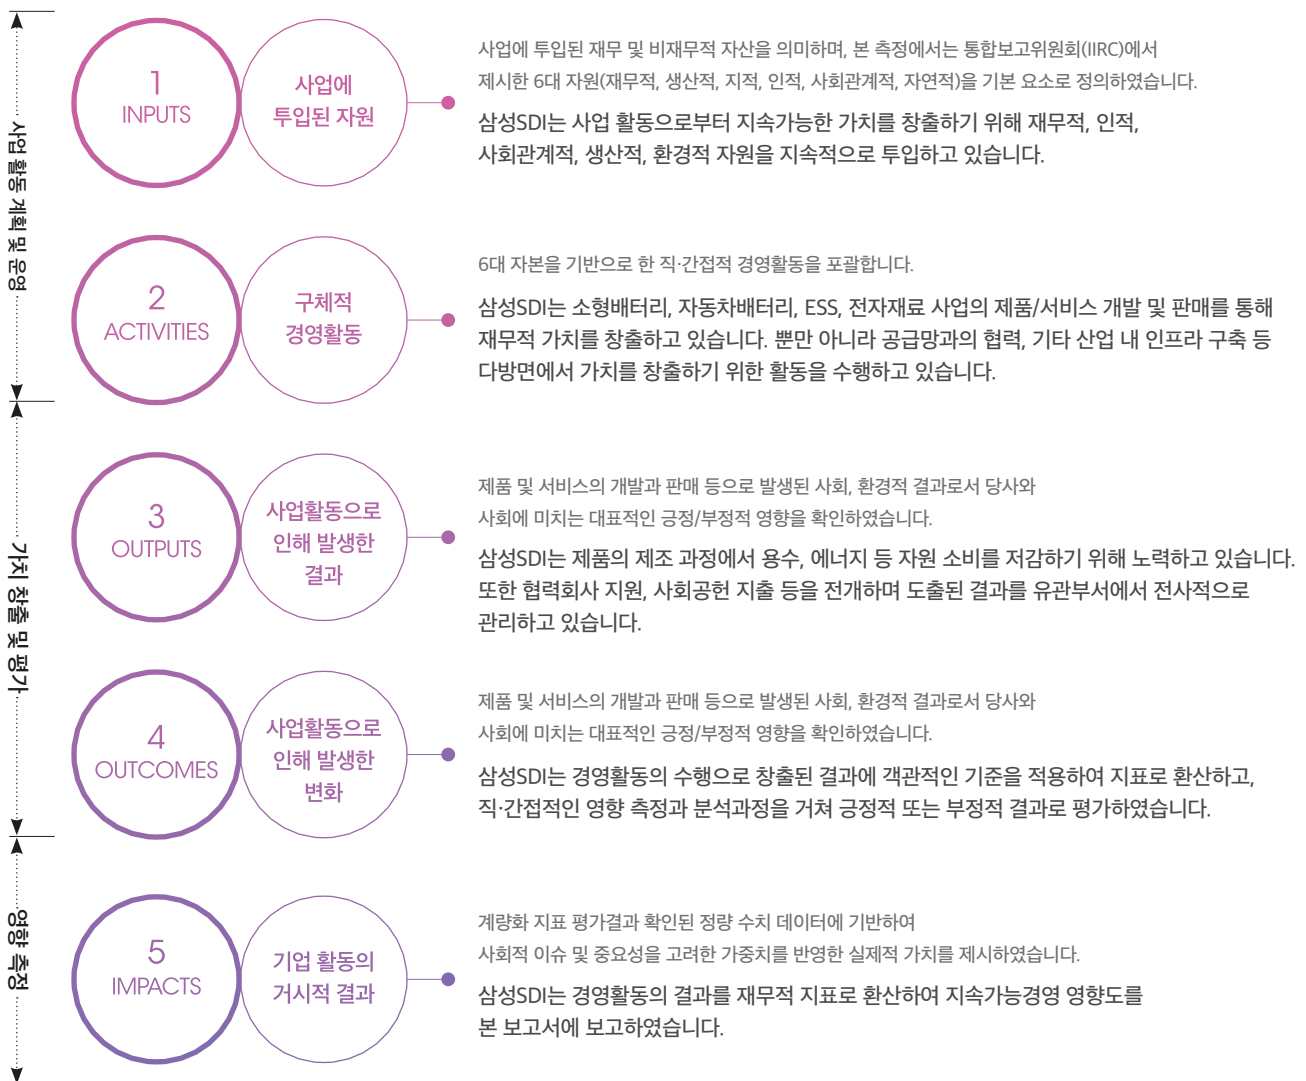 사업 활동 계획 및 운영
1
INPUTS
사업에
투입된 자원
사업에 투입된 재무 및 비재무적 자산을 의미하며, 본 측정에서는 통합보고위원회(IIRC)에서
제시한 6대 자원(재무적, 생산적, 지적, 인적, 사회관계적, 자연적)을 기본 요소로 정의하였습니다.
삼성SDI는 사업 활동으로부터 지속가능한 가치를 창출하기 위해 재무적, 인적,
사회관계적, 생산적, 환경적 자원을 지속적으로 투입하고 있습니다.
2
ACTIVITIES
구체적
경영활동
6대 자본을 기반으로 한 직·간접적 경영활동을 포괄합니다.
삼성SDI는 소형배터리, 자동차배터리, ESS, 전자재료 사업의 제품/서비스 개발 및 판매를 통해
재무적 가치를 창출하고 있습니다. 뿐만 아니라 공급망과의 협력, 기타 산업 내 인프라 구축 등
다방면에서 가치를 창출하기 위한 활동을 수행하고 있습니다.
가치 창출 및 평가
3
OUTPUTS
사업활동으로
인해 발생한
결과
제품 및 서비스의 개발과 판매 등으로 발생된 사회, 환경적 결과로서 당사와
사회에 미치는 대표적인 긍정/부정적 영향을 확인하였습니다.
삼성SDI는 제품의 제조 과정에서 용수, 에너지 등 자원 소비를 저감하기 위해 노력하고 있습니다.
또한 협력회사 지원, 사회공헌 지출 등을 전개하며 도출된 결과를 유관부서에서 전사적으로
관리하고 있습니다.
4
OUTCOMES
사업활동으로
인해 발생한
변화
제품 및 서비스의 개발과 판매 등으로 발생된 사회, 환경적 결과로서 당사와
사회에 미치는 대표적인 긍정/부정적 영향을 확인하였습니다.
삼성SDI는 경영활동의 수행으로 창출된 결과에 객관적인 기준을 적용하여 지표로 환산하고,
직·간접적인 영향 측정과 분석과정을 거쳐 긍정적 또는 부정적 결과로 평가하였습니다.
영향 측정
5
IMPACTS
기업 활동의
거시적 결과
계량화 지표 평가결과 확인된 정량 수치 데이터에 기반하여
사회적 이슈 및 중요성을 고려한 가중치를 반영한 실제적 가치를 제시하였습니다.
삼성SDI는 경영활동의 결과를 재무적 지표로 환산하여 지속가능경영 영향도를
본 보고서에 보고하였습니다.